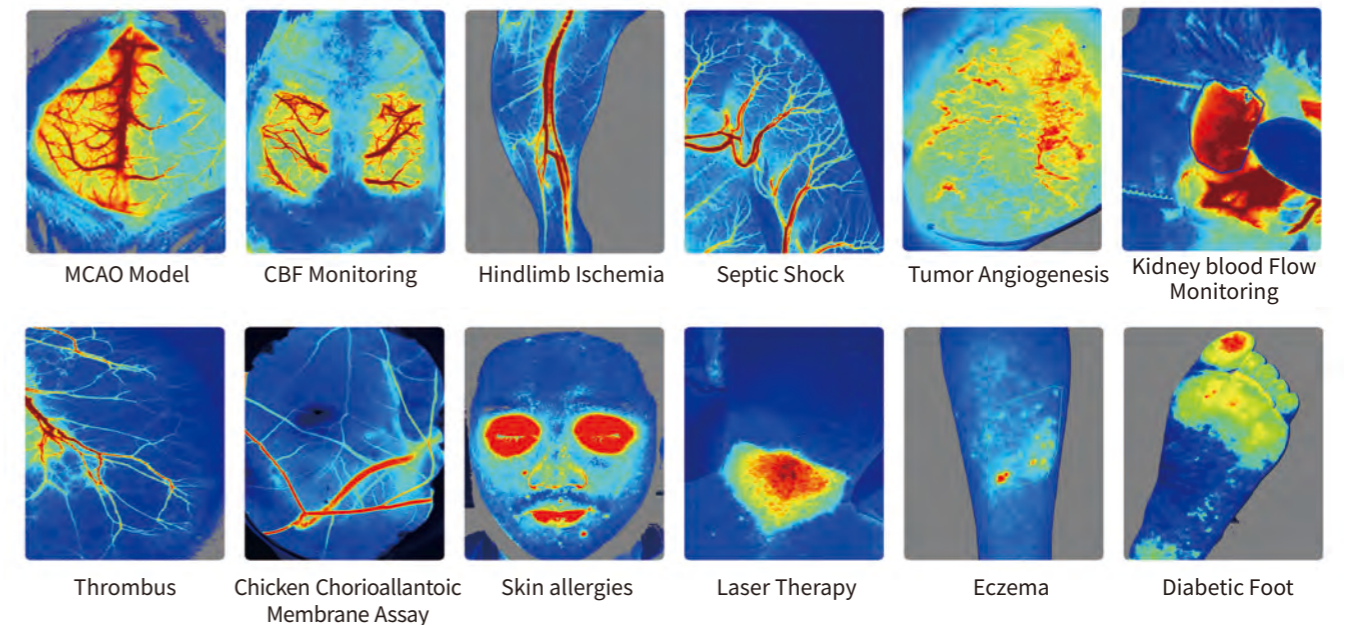 MCAO Model
CBF Monitoring
Hindlimb Ischemia
Septic Shock
Tumor Angiogenesis
Kidney blood Flow
Monitoring
Thrombus
Chicken Chorioallantoic
Membrane Assay
Skin allergies
Laser Therapy
Eczema
Diabetic Foot